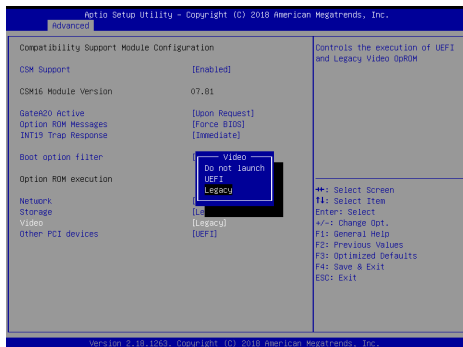 Aptio Setup Utility – Copyright (C) 2018 American Megatrends, Inc.
Advanced
Compatibility Support Module Configuration
CSM Support [Enabled]
CSM16 Module Version 07.81
GateA20 Active [Upon Request]
Option ROM Messages [Force BIOS]
INT19 Trap Response [Immediate]
Boot option filter [
Option ROM execution
Network [
Storage [Le
Video [Legacy]
Other PCI devices [UEFI]
Video
Do not launch
UEFI
Legacy
Controls the execution of UEFI
and Legacy Video OpROM
↔: Select Screen
↑↓: Select Item
Enter: Select
+/-: Change Opt.
F1: General Help
F2: Previous Values
F3: Optimized Defaults
F4: Save & Exit
ESC: Exit
Version 2.18.1263. Copyright (C) 2018 American Megatrends, Inc.